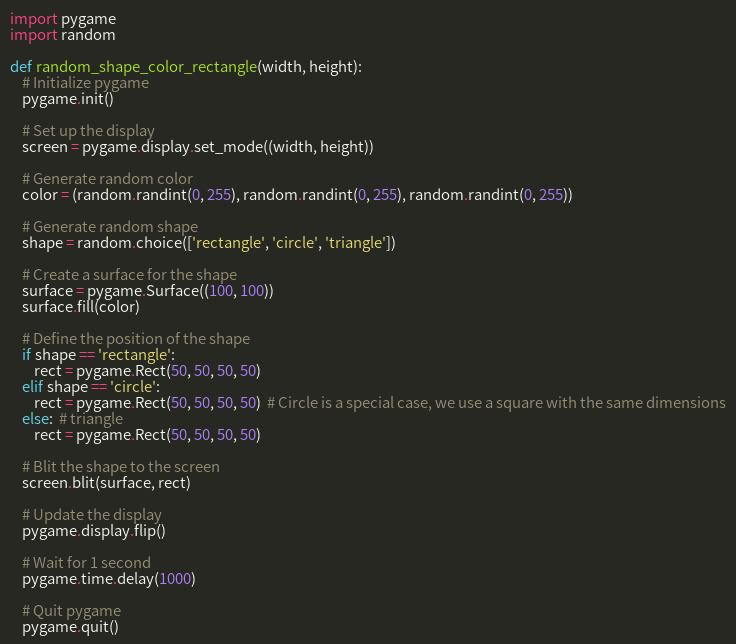 import pygame
import random

def random_shape_color_rectangle(width, height):
    # Initialize pygame
    pygame.init()

    # Set up the display
    screen = pygame.display.set_mode((width, height))

    # Generate random color
    color = (random.randint(0, 255), random.randint(0, 255), random.randint(0, 255))

    # Generate random shape
    shape = random.choice(['rectangle', 'circle', 'triangle'])

    # Create a surface for the shape
    surface = pygame.Surface((100, 100))
    surface.fill(color)

    # Define the position of the shape
    if shape == 'rectangle':
        rect = pygame.Rect(50, 50, 50, 50)
    elif shape == 'circle':
        rect = pygame.Rect(50, 50, 50, 50)  # Circle is a special case, we use a square with the same dimensions
    else:  # triangle
        rect = pygame.Rect(50, 50, 50, 50)

    # Blit the shape to the screen
    screen.blit(surface, rect)

    # Update the display
    pygame.display.flip()

    # Wait for 1 second
    pygame.time.delay(1000)

    # Quit pygame
    pygame.quit()